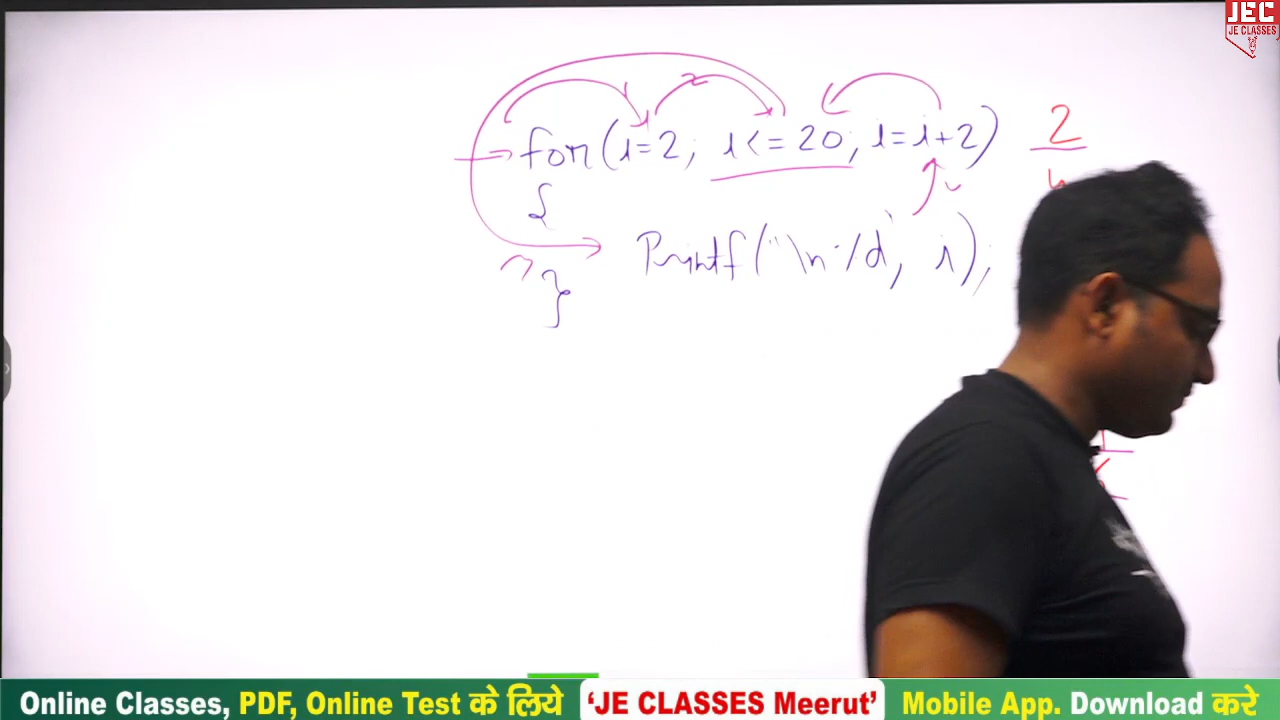 JEC
JE CLASSES
for(i=2; i<=20; i=i+2) 2
{
Printf("\n%d", i);
}
Online Classes, PDF, Online Test के लिये 'JE CLASSES Meerut' Mobile App. Download करे